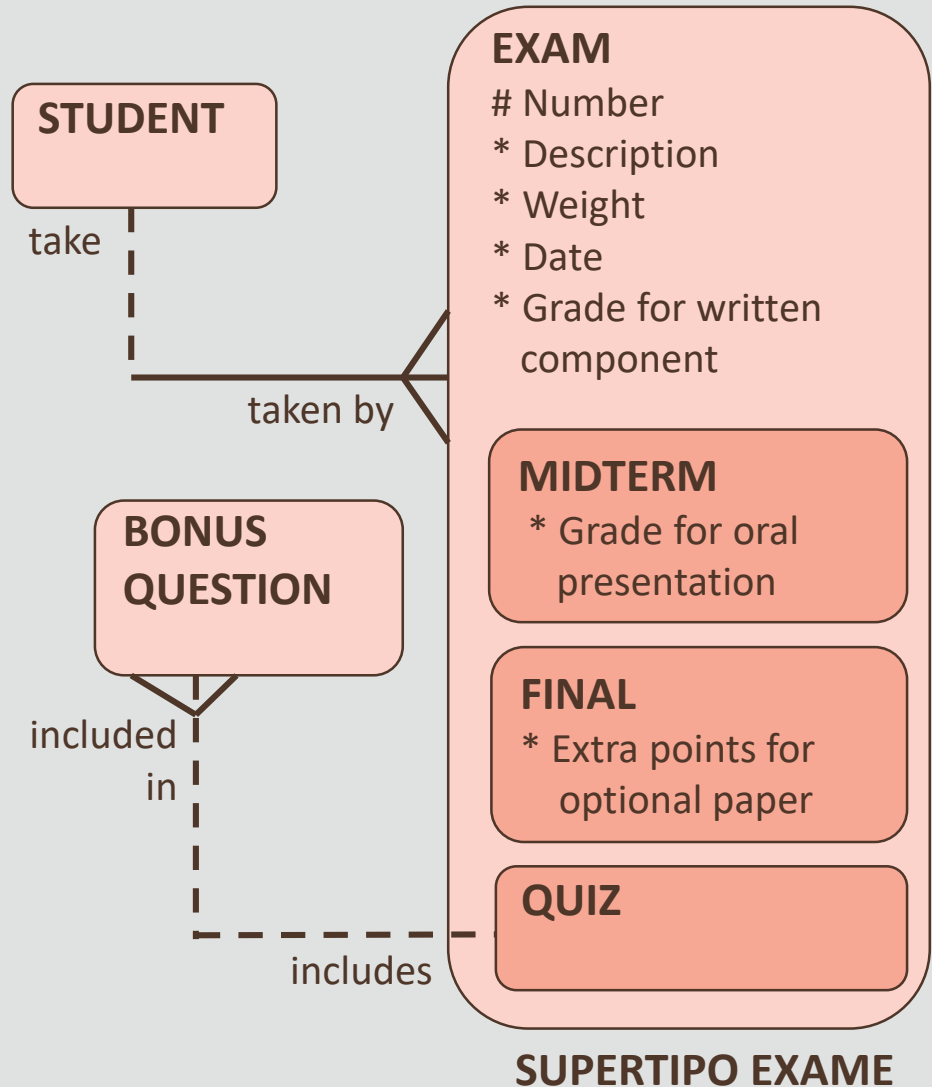 STUDENT
take
taken by
BONUS
QUESTION
included
in
includes
EXAM
# Number
* Description
* Weight
* Date
* Grade for written
component
MIDTERM
* Grade for oral
presentation
FINAL
* Extra points for
optional paper
QUIZ
SUPERTIPO EXAME